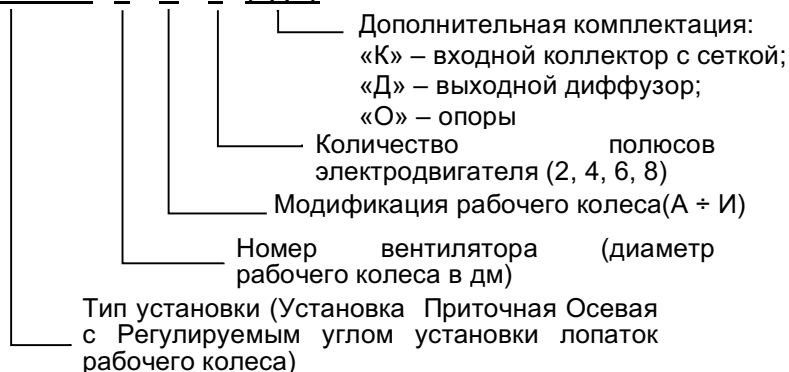 Дополнительная комплектация:
«К» – входной коллектор с сеткой;
«Д» – выходной диффузор;
«О» – опоры
Количество полюсов
электродвигателя (2, 4, 6, 8)
Модификация рабочего колеса(А ÷ И)
Номер вентилятора (диаметр
рабочего колеса в дм)
Тип установки (Установка Приточная Осевая
с Регулируемым углом установки лопаток
рабочего колеса)